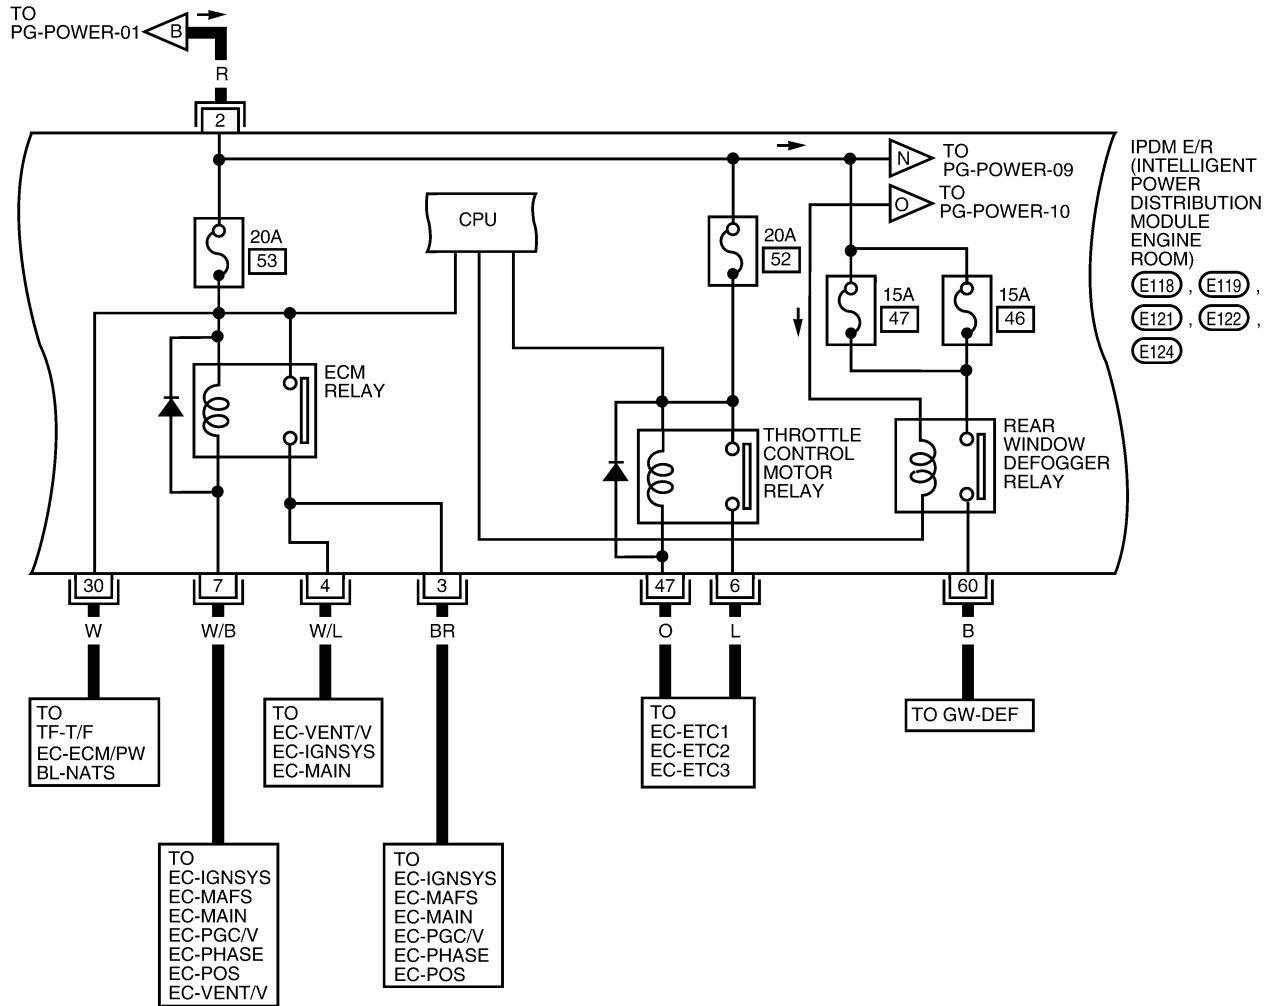 TO
PG-POWER-01
B
R
2
N
TO
PG-POWER-09
O
TO
PG-POWER-10
IPDM E/R
(INTELLIGENT
POWER
DISTRIBUTION
MODULE
ENGINE
ROOM)
E118 , E119 ,
E121 , E122 ,
E124
CPU
20A
53
20A
52
15A
47
15A
46
ECM
RELAY
THROTTLE
CONTROL
MOTOR
RELAY
REAR
WINDOW
DEFOGGER
RELAY
30
7
4
3
47
6
60
W
W/B
W/L
BR
O
L
B
TO
TF-T/F
EC-ECM/PW
BL-NATS
TO
EC-VENT/V
EC-IGNSYS
EC-MAIN
TO
EC-ETC1
EC-ETC2
EC-ETC3
TO GW-DEF
TO
EC-IGNSYS
EC-MAFS
EC-MAIN
EC-PGC/V
EC-PHASE
EC-POS
EC-VENT/V
TO
EC-IGNSYS
EC-MAFS
EC-MAIN
EC-PGC/V
EC-PHASE
EC-POS